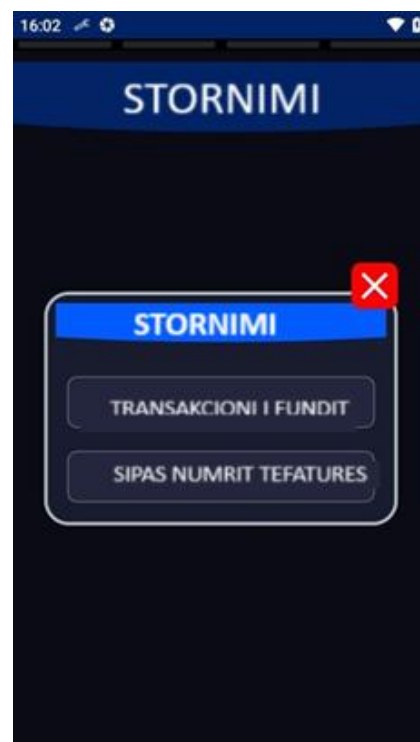 16:02
STORNIMI
STORNIMI
TRANSAKCIONI I FUNDIT
SIPAS NUMRIT TEFATURES